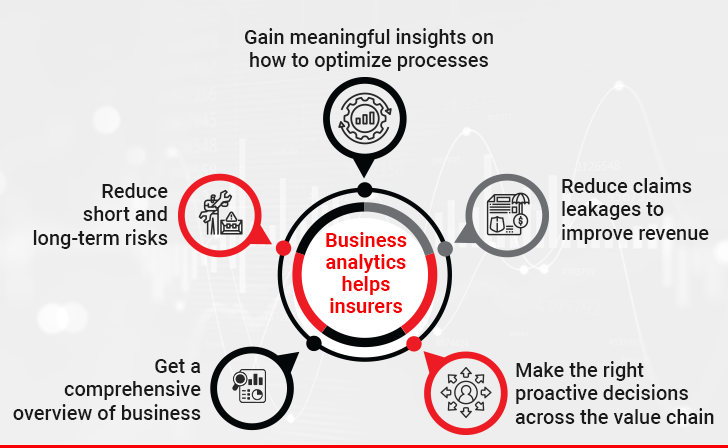 Gain meaningful insights on
how to optimize processes
Reduce
short and
long-term risks
Reduce claims
leakages to
improve revenue
Business
analytics
helps
insurers
Get a
comprehensive
overview of business
Make the right
proactive decisions
across the value chain